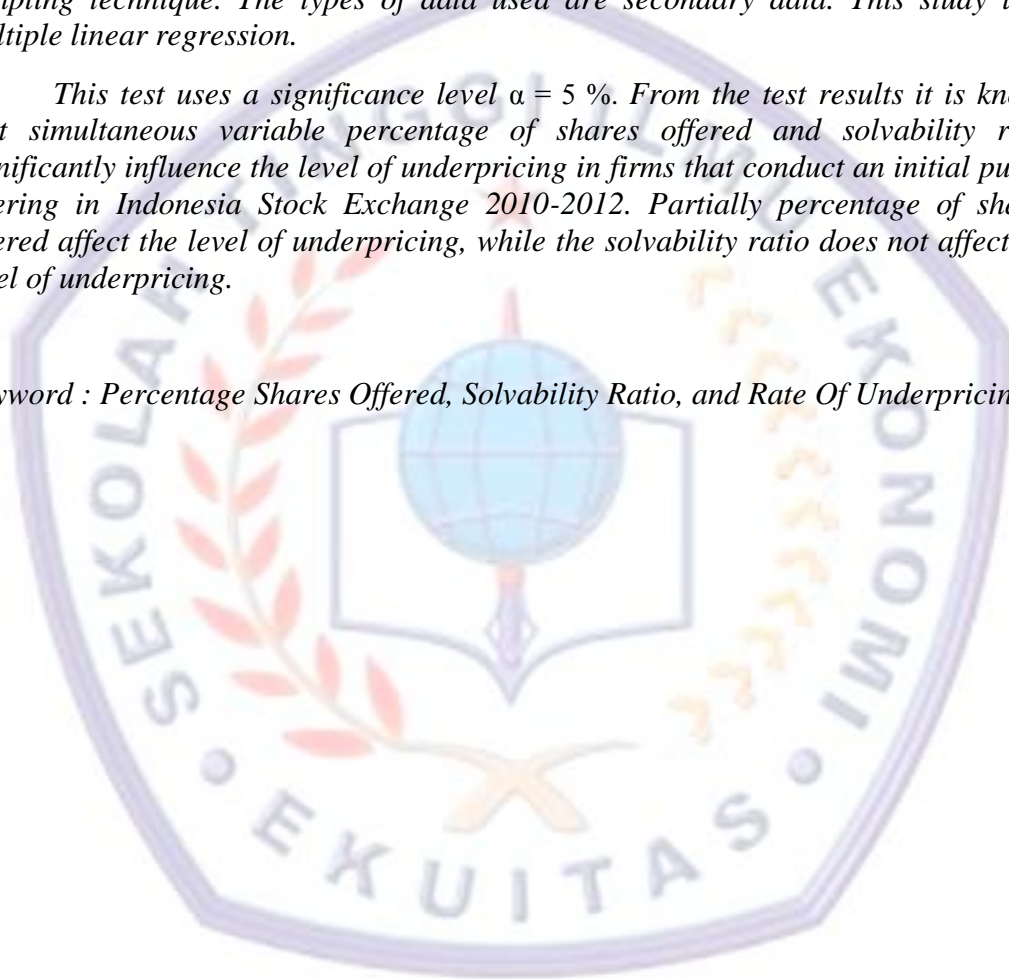 technique. The types of data used are secondary data. This study
ltiple linear regression.
This test uses a significance level α = 5 %. From the test results it is kno
t simultaneous variable percentage of shares offered and solvability r
nificantly influence the level of underpricing in firms that conduct an initial pu
ering in Indonesia Stock Exchange 2010-2012. Partially percentage of sha
ered affect the level of underpricing, while the solvability ratio does not affect
el of underpricing.
yword : Percentage Shares Offered, Solvability Ratio, and Rate Of Underpricin
SEKOLAH TINGGI ILMU EKONOMI
EKUITAS